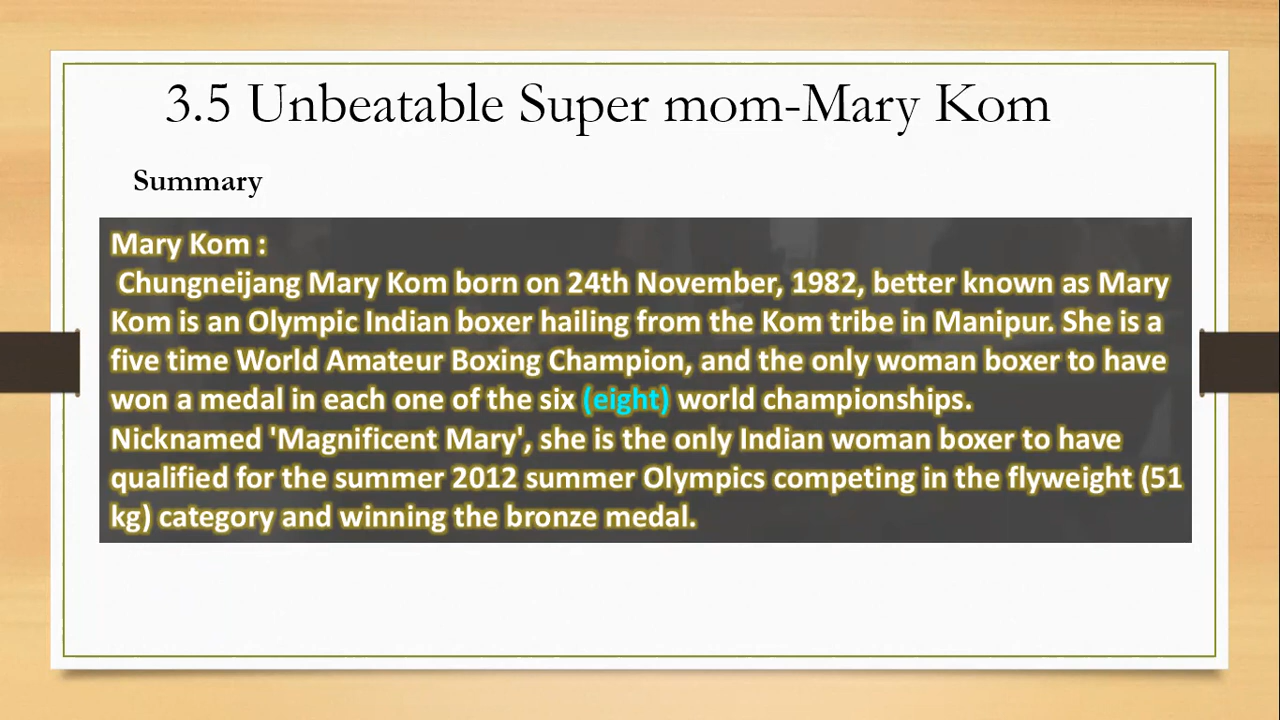 3.5 Unbeatable Super mom-Mary Kom
Summary
Mary Kom :
Chungneijang Mary Kom born on 24th November, 1982, better known as Mary
Kom is an Olympic Indian boxer hailing from the Kom tribe in Manipur. She is a
five time World Amateur Boxing Champion, and the only woman boxer to have
won a medal in each one of the six (eight) world championships.
Nicknamed 'Magnificent Mary', she is the only Indian woman boxer to have
qualified for the summer 2012 summer Olympics competing in the flyweight (51
kg) category and winning the bronze medal.